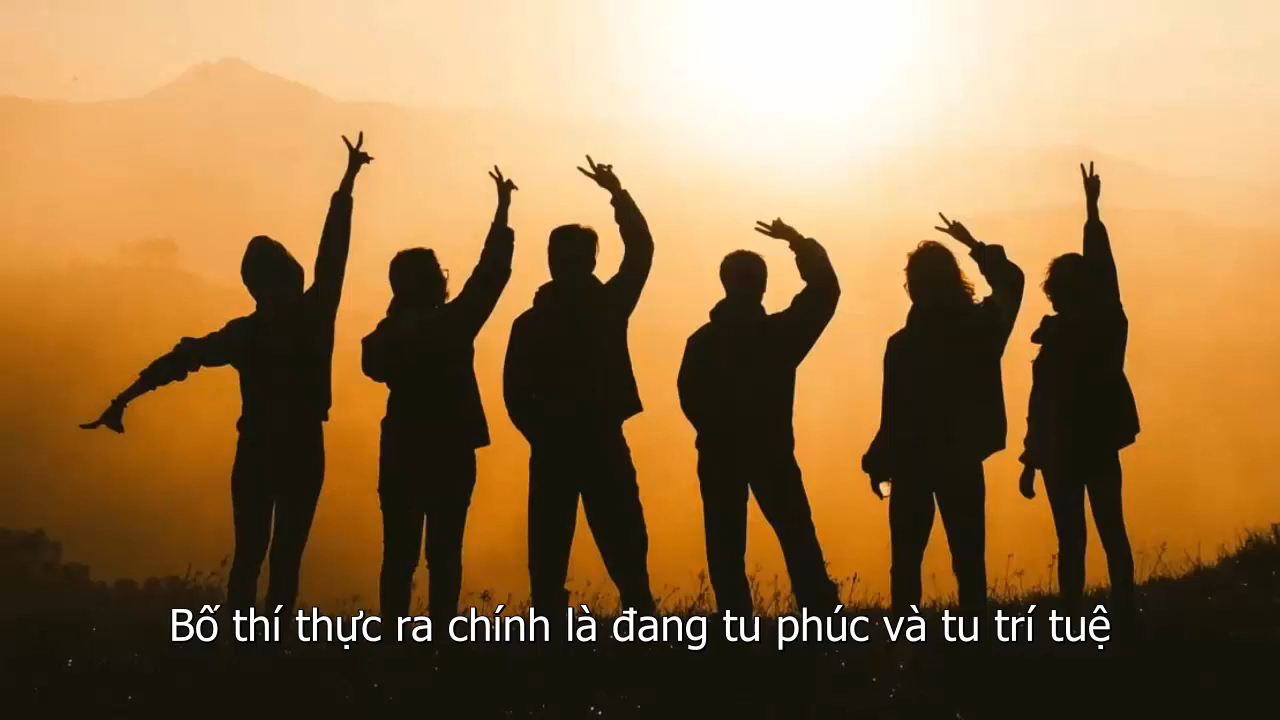 Bố thí thực ra chính là đang tu phúc và tu trí tuệ